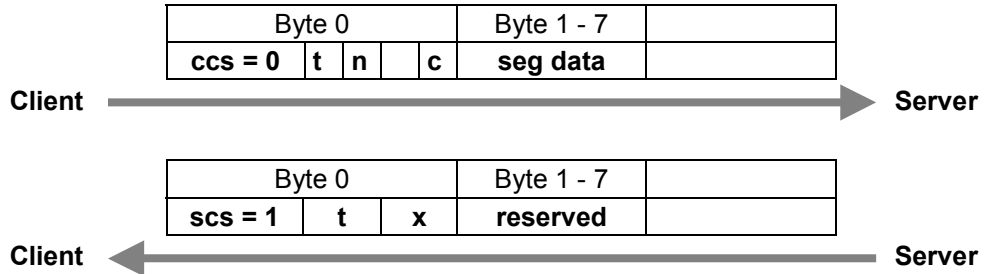 Byte 0 Byte 1 - 7
ccs = 0 t n c seg data
Client Server
Byte 0 Byte 1 - 7
scs = 1 t x reserved
Client Server